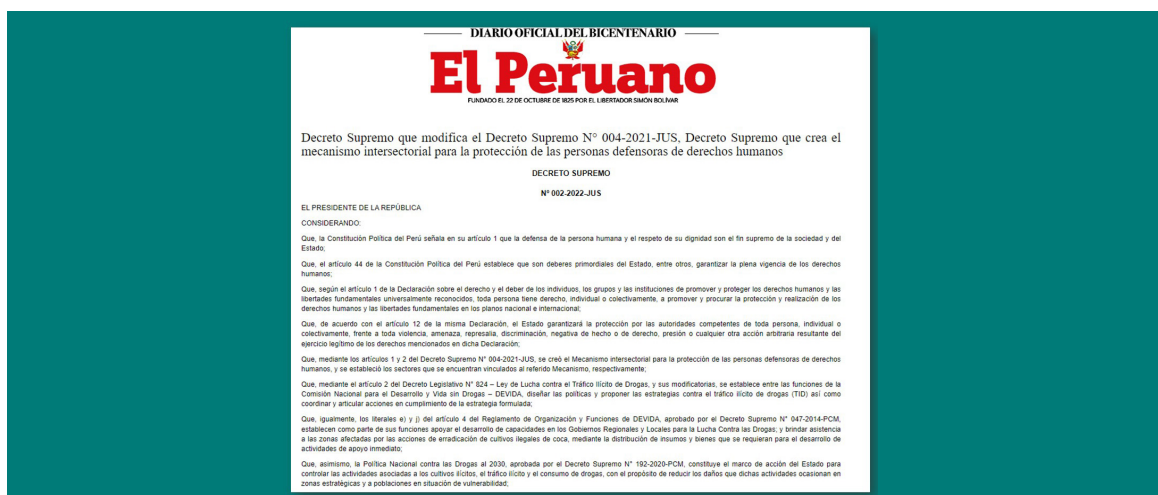 DIARIO OFICIAL DEL BICENTENARIO
El Peruano
FUNDADO EL 22 DE OCTUBRE DE 1825 POR EL LIBERTADOR SIMÓN BOLÍVAR
Decreto Supremo que modifica el Decreto Supremo N° 004-2021-JUS, Decreto Supremo que crea el
mecanismo intersectorial para la protección de las personas defensoras de derechos humanos
DECRETO SUPREMO
Nº 002-2022-JUS
EL PRESIDENTE DE LA REPÚBLICA
CONSIDERANDO:
Que, la Constitución Política del Perú señala en su artículo 1 que la defensa de la persona humana y el respeto de su dignidad son el fin supremo de la sociedad y del
Estado;
Que, el artículo 44 de la Constitución Política del Perú establece que son deberes primordiales del Estado, entre otros, garantizar la plena vigencia de los derechos
humanos;
Que, según el artículo 1 de la Declaración sobre el derecho y el deber de los individuos, los grupos y las instituciones de promover y proteger los derechos humanos y las
libertades fundamentales universalmente reconocidos, toda persona tiene derecho, individual o colectivamente, a promover y procurar la protección y realización de los
derechos humanos y las libertades fundamentales en los planos nacional e internacional;
Que, de acuerdo con el artículo 12 de la misma Declaración, el Estado garantizará la protección por las autoridades competentes de toda persona, individual o
colectivamente, frente a toda violencia, amenaza, represalia, discriminación, negativa de hecho o de derecho, presión o cualquier otra acción arbitraria resultante del
ejercicio legítimo de los derechos mencionados en dicha Declaración;
Que, mediante los artículos 1 y 2 del Decreto Supremo N° 004-2021-JUS, se creó el Mecanismo intersectorial para la protección de las personas defensoras de derechos
humanos, y se estableció los sectores que se encuentran vinculados al referido Mecanismo, respectivamente;
Que, mediante el artículo 2 del Decreto Legislativo N° 824 – Ley de Lucha contra el Tráfico Ilícito de Drogas, y sus modificatorias, se establece entre las funciones de la
Comisión Nacional para el Desarrollo y Vida sin Drogas – DEVIDA, diseñar las políticas y proponer las estrategias contra el tráfico ilícito de drogas (TID) así como
coordinar y articular acciones en cumplimiento de la estrategia formulada;
Que, igualmente, los literales e) y j) del artículo 4 del Reglamento de Organización y Funciones de DEVIDA, aprobado por el Decreto Supremo N° 047-2014-PCM,
establecen como parte de sus funciones apoyar el desarrollo de capacidades en los Gobiernos Regionales y Locales para la Lucha Contra las Drogas; y brindar asistencia
a las zonas afectadas por las acciones de erradicación de cultivos ilegales de coca, mediante la distribución de insumos y bienes que se requieran para el desarrollo de
actividades de apoyo inmediato;
Que, asimismo, la Política Nacional contra las Drogas al 2030, aprobada por el Decreto Supremo N° 192-2020-PCM, constituye el marco de acción del Estado para
controlar las actividades asociadas a los cultivos ilícitos, el tráfico ilícito y el consumo de drogas, con el propósito de reducir los daños que dichas actividades ocasionan en
zonas estratégicas y a poblaciones en situación de vulnerabilidad;